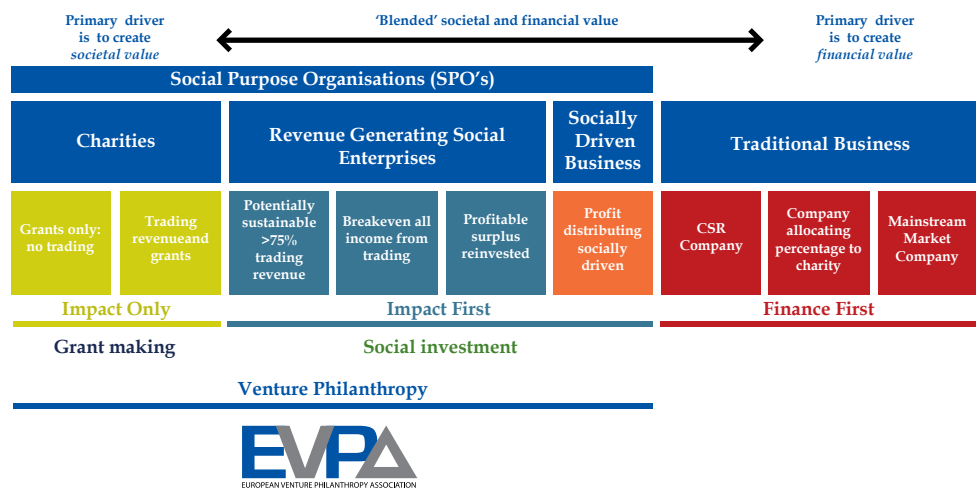 Primary driver
is to create
societal value
'Blended' societal and financial value
Primary driver
is to create
financial value
Social Purpose Organisations (SPO's)
Charities
Revenue Generating Social
Enterprises
Socially
Driven
Business
Traditional Business
Grants only:
no trading
Trading
revenueand
grants
Potentially
sustainable
>75%
trading
revenue
Breakeven all
income from
trading
Profitable
surplus
reinvested
Profit
distributing
socially
driven
CSR
Company
Company
allocating
percentage to
charity
Mainstream
Market
Company
Impact Only
Impact First
Finance First
Grant making
Social investment
Venture Philanthropy
EVPA
EUROPEAN VENTURE PHILANTHROPY ASSOCIATION